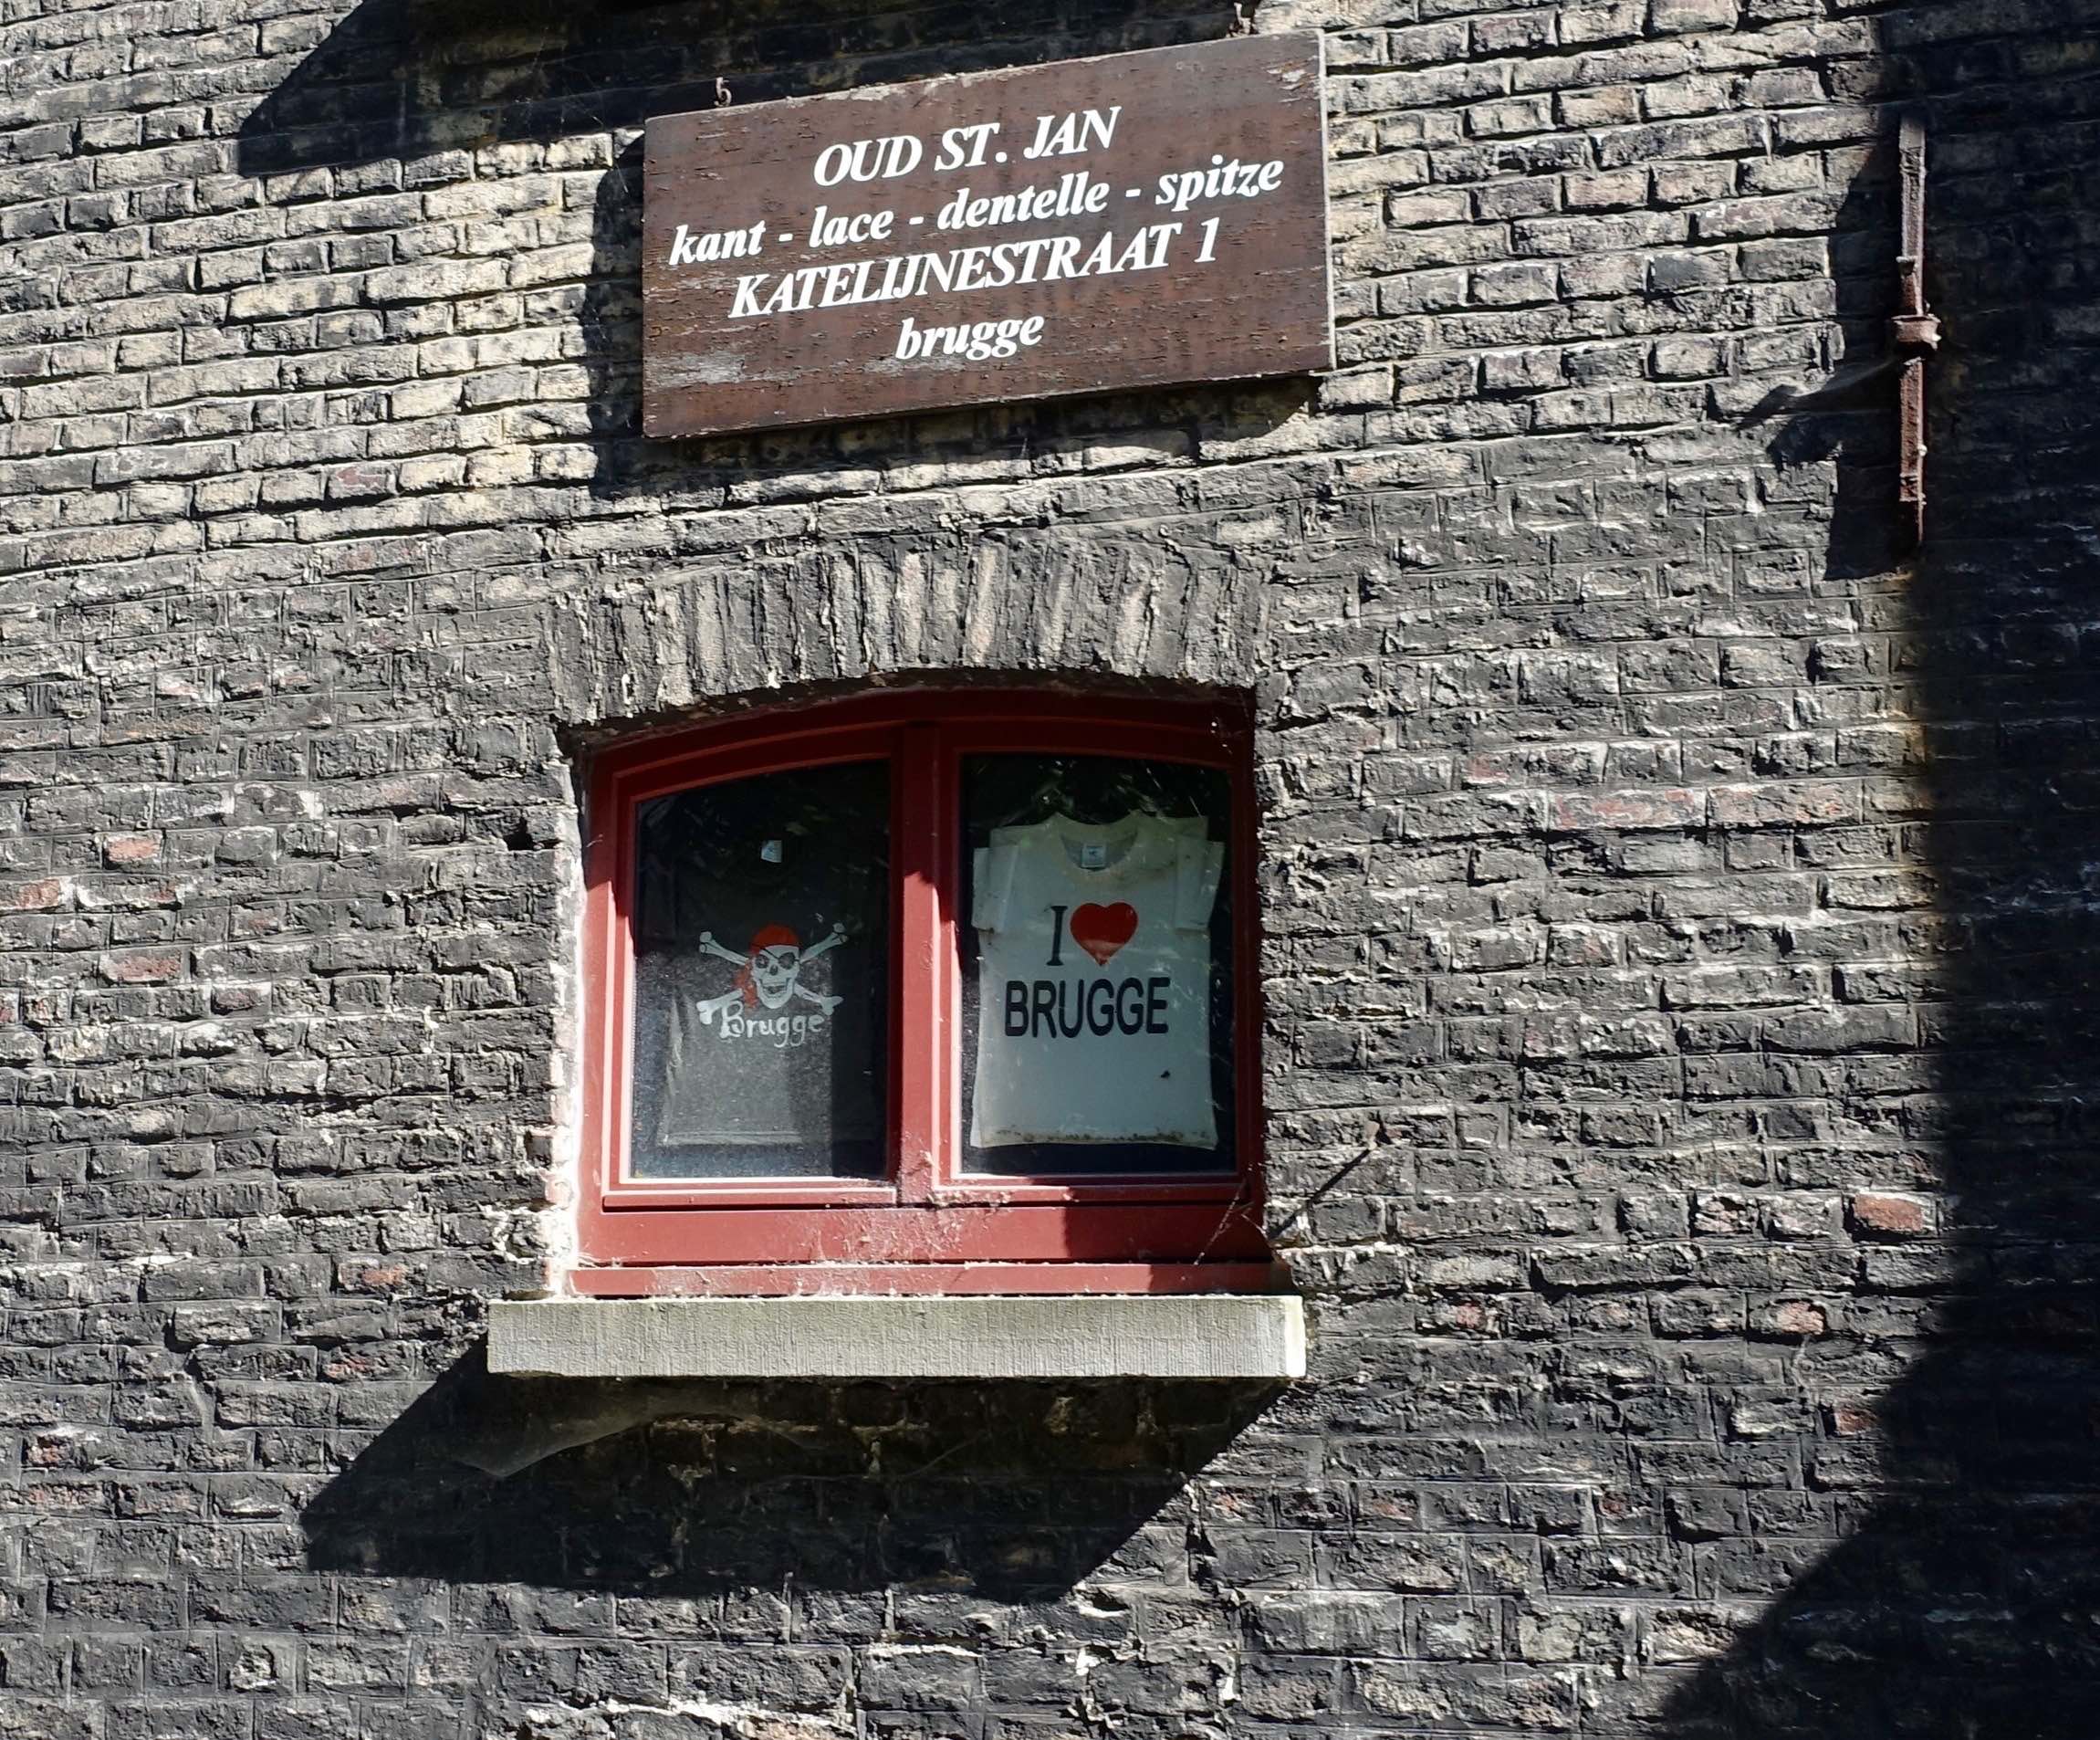 OUD ST. JAN
kant - lace - dentelle - spitze
KATELIJNESTRAAT 1
brugge
Brugge
I
BRUGGE